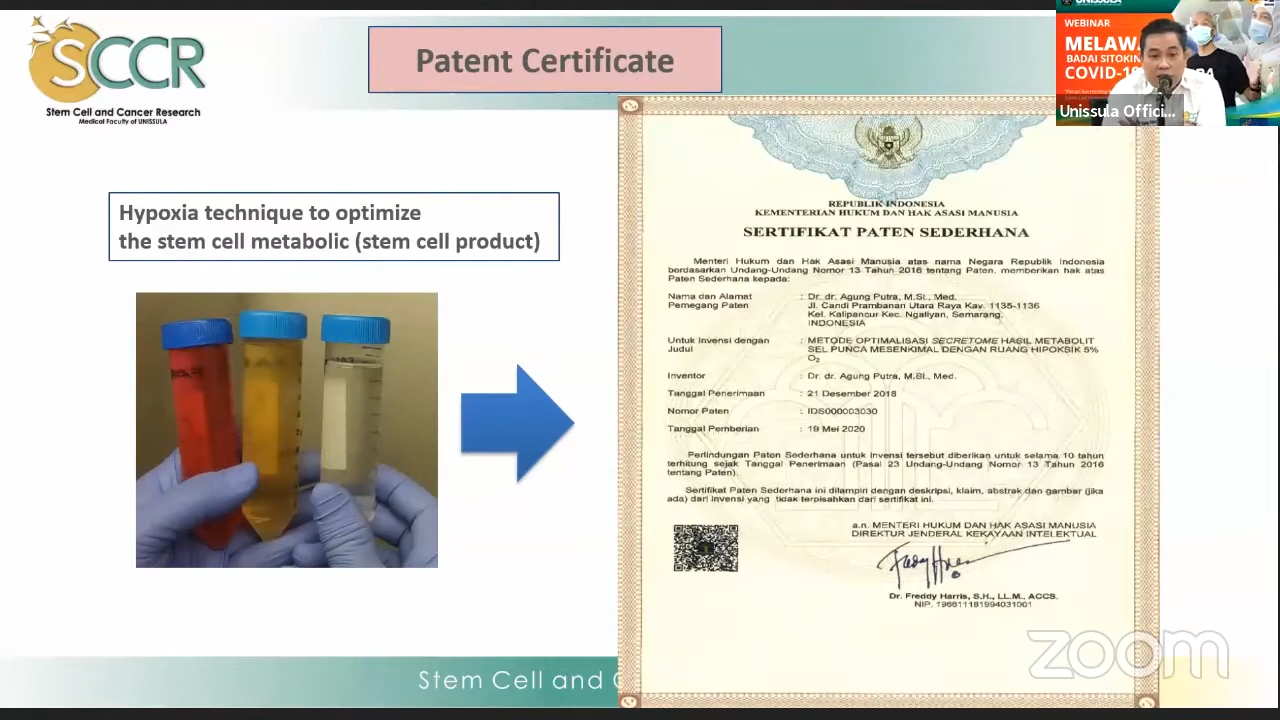 SCCR
Stem Cell and Cancer Research
Medical Faculty of UNISSULA
Patent Certificate
UNISSULA
WEBINAR
MELAW
BADAI SITOKIN
COVID-19
Unissula Offici...
Hypoxia technique to optimize
the stem cell metabolic (stem cell product)
REPUBLIK INDONESIA
KEMENTERIAN HUKUM DAN HAK ASASI MANUSIA
SERTIFIKAT PATEN SEDERHANA
Menteri Hukum dan Hak Asasi Manusia atas nama Negara Republik Indonesia
berdasarkan Undang-Undang Nomor 13 Tahun 2016 tentang Paten, memberikan hak atas
Paten Sederhana kepada:
Nama dan Alamat : Dr. dr. Agung Putra, M.Si., Med.
Pemegang Paten Jl. Candi Prambanan Utara Raya Kav. 1135-1136
Kel. Kalipancur Kec. Ngaliyan, Semarang,
INDONESIA
Untuk Invensi dengan : METODE OPTIMALISASI SECRETOME HASIL METABOLIT
Judul SEL PUNCA MESENKIMAL DENGAN RUANG HIPOKSIK 5%
O₂
Inventor : Dr. dr. Agung Putra, M.Si., Med.
Tanggal Penerimaan : 21 Desember 2018
Nomor Paten : IDS000003030
Tanggal Pemberian : 19 Mei 2020
Perlindungan Paten Sederhana untuk invensi tersebut diberikan untuk selama 10 tahun
terhitung sejak Tanggal Penerimaan (Pasal 23 Undang-Undang Nomor 13 Tahun 2016
tentang Paten).
Sertifikat Paten Sederhana ini dilampiri dengan deskripsi, klaim, abstrak dan gambar (jika
ada) dari invensi yang tidak terpisahkan dari sertifikat ini.
a.n. MENTERI HUKUM DAN HAK ASASI MANUSIA
DIREKTUR JENDERAL KEKAYAAN INTELEKTUAL
Dr. Freddy Harris, S.H., LL.M., ACCS.
NIP. 196611181994031001
zoom
Stem Cell and C